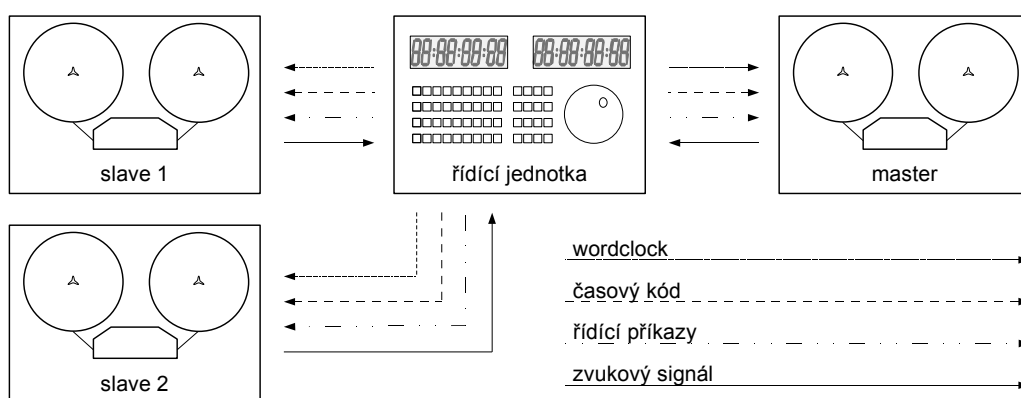 88:88:88:88
88:88:88:88
slave 1
řídící jednotka
master
wordclock
časový kód
řídící příkazy
zvukový signál
slave 2